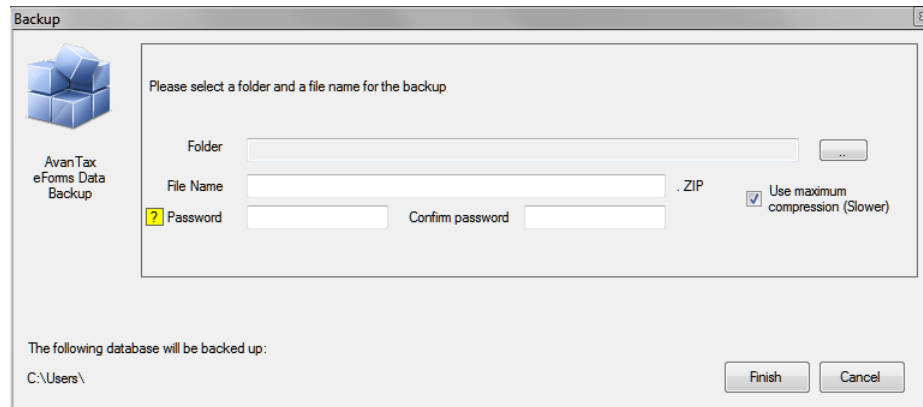 Backup
Please select a folder and a file name for the backup
AvanTax
eForms Data
Backup
Folder
..
File Name
. ZIP
Use maximum
compression (Slower)
? Password
Confirm password
The following database will be backed up:
C:\Users\
Finish
Cancel